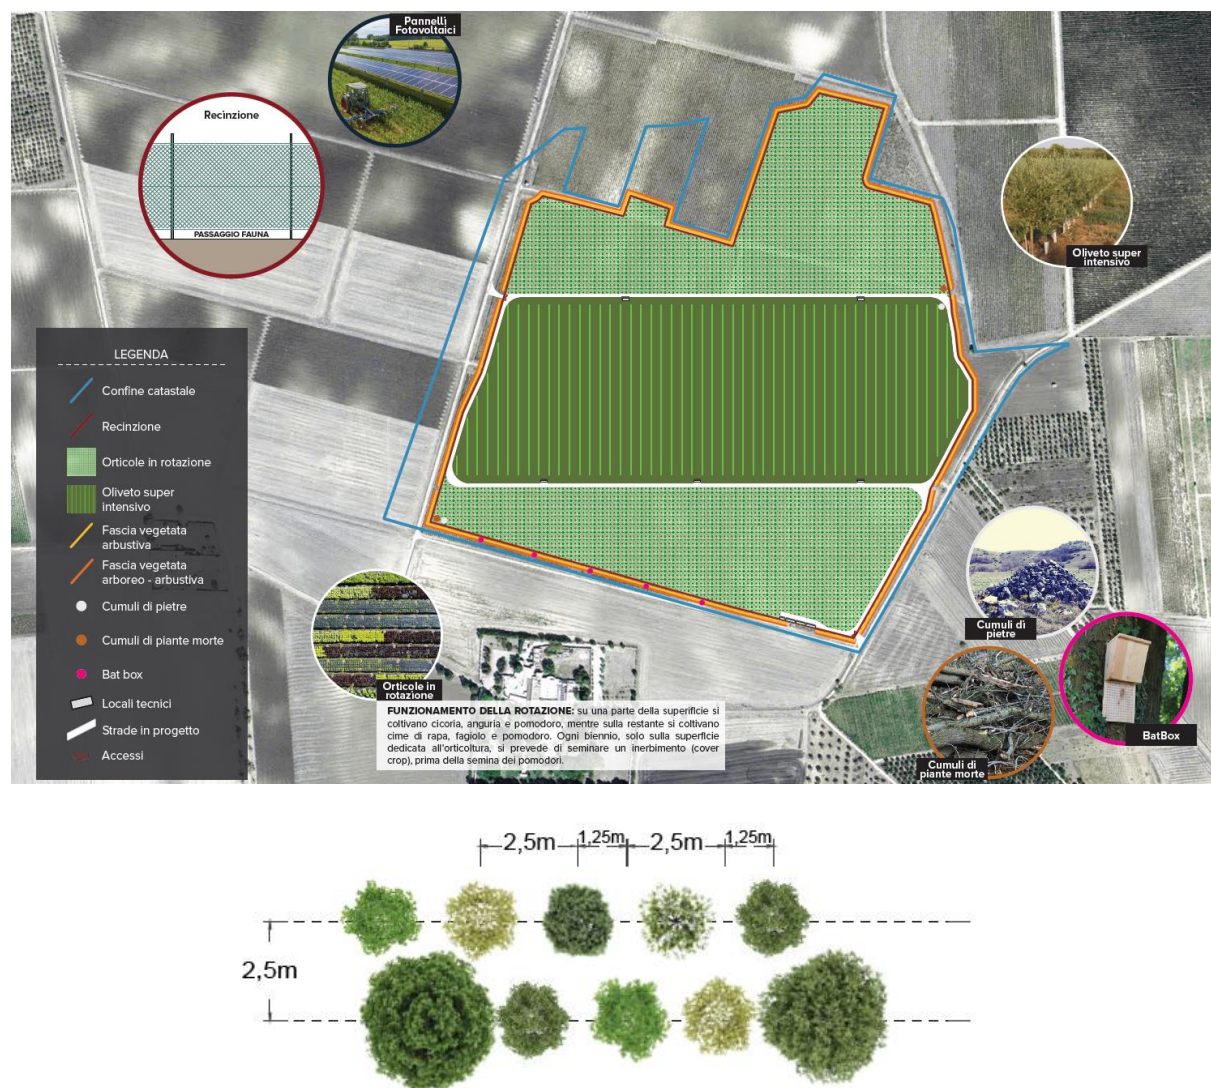 Pannelli
Fotovoltaici
Recinzione
PASSAGGIO FAUNA
Oliveto super
intensivo
LEGENDA
Confine catastale
Recinzione
Orticole in rotazione
Oliveto super
intensivo
Fascia vegetata
arbustiva
Fascia vegetata
arboreo - arbustiva
Cumuli di pietre
Cumuli di piante morte
Bat box
Locali tecnici
Strade in progetto
Accessi
Orticole in
rotazione
Cumuli di
pietre
Cumuli di
piante morte
BatBox
FUNZIONAMENTO DELLA ROTAZIONE: su una parte della superficie si
coltivano cicoria, anguria e pomodoro, mentre sulla restante si coltivano
cime di rapa, fagiolo e pomodoro. Ogni biennio, solo sulla superficie
dedicata all'orticoltura, si prevede di seminare un inerbimento (cover
crop), prima della semina dei pomodori.
2,5m
1,25m
2,5m
1,25m
2,5m